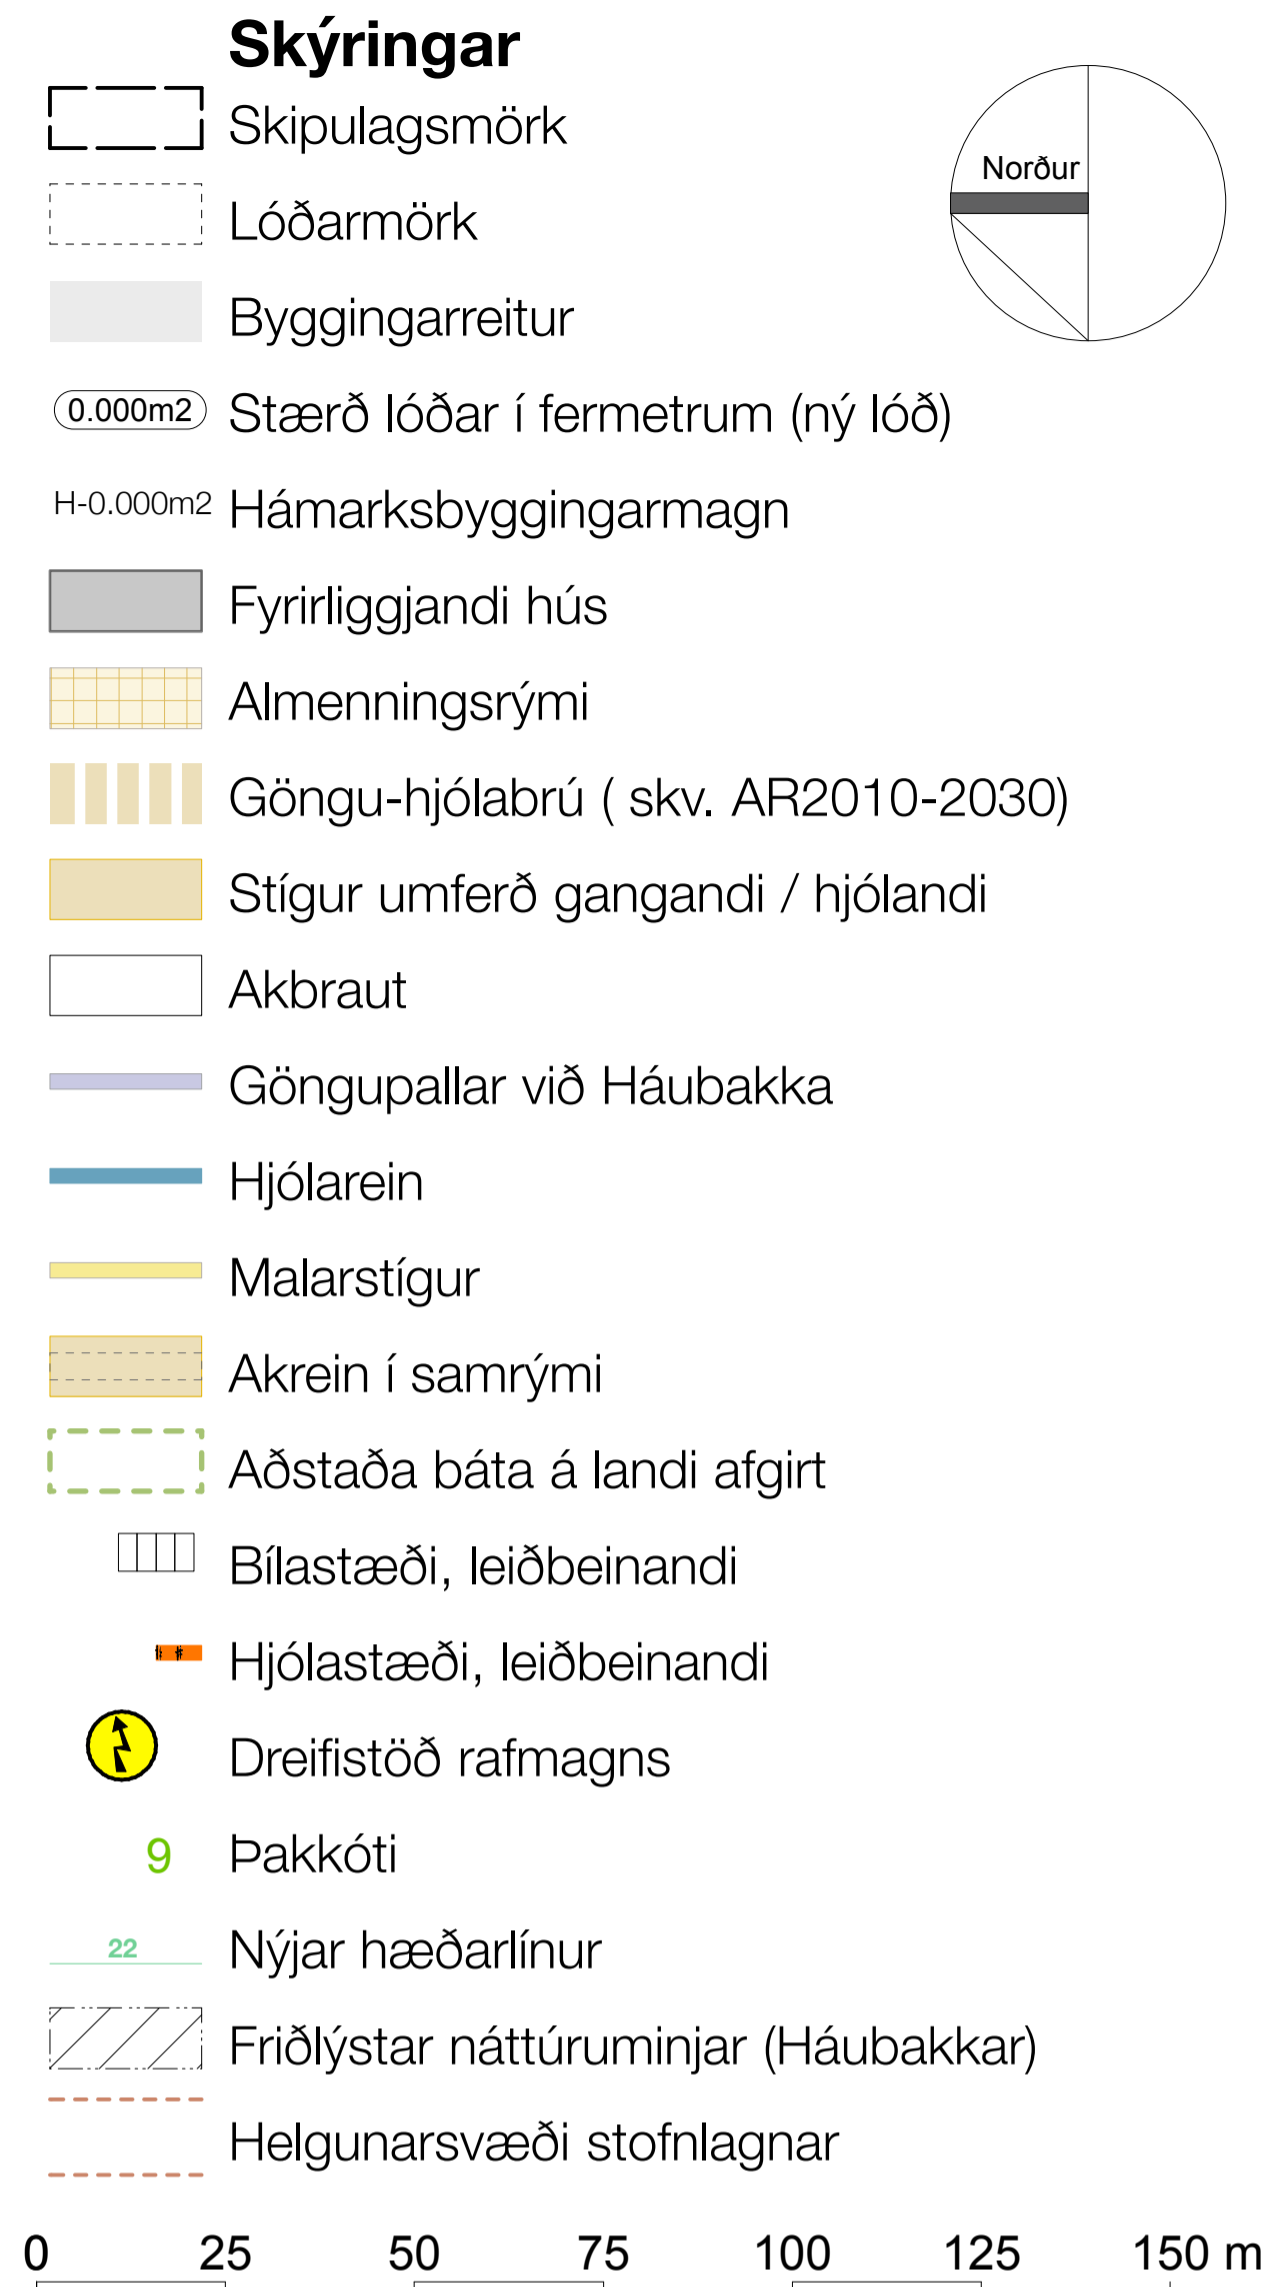 Skýringar
Skipulagsmörk
Norður
Lóðarmörk
Byggingarreitur
0.000m2 Stærð lóðar í fermetrum (ný lóð)
H-0.000m2 Hámarksbyggingarmagn
Fyrirliggjandi hús
Almenningsrými
Göngu-hjólabrú ( skv. AR2010-2030)
Stígur umferð gangandi / hjólandi
Akbraut
Göngupallar við Háubakka
Hjólarein
Malarstígur
Akrein í samrými
Aðstaða báta á landi afgirt
Bílastæði, leiðbeinandi
Hjólastæði, leiðbeinandi
Dreifistöð rafmagns
9 Þakkóti
22 Nýjar hæðarlínur
Friðlýstar náttúruminjar (Háubakkar)
Helgunarsvæði stofnlagnar
0 25 50 75 100 125 150 m